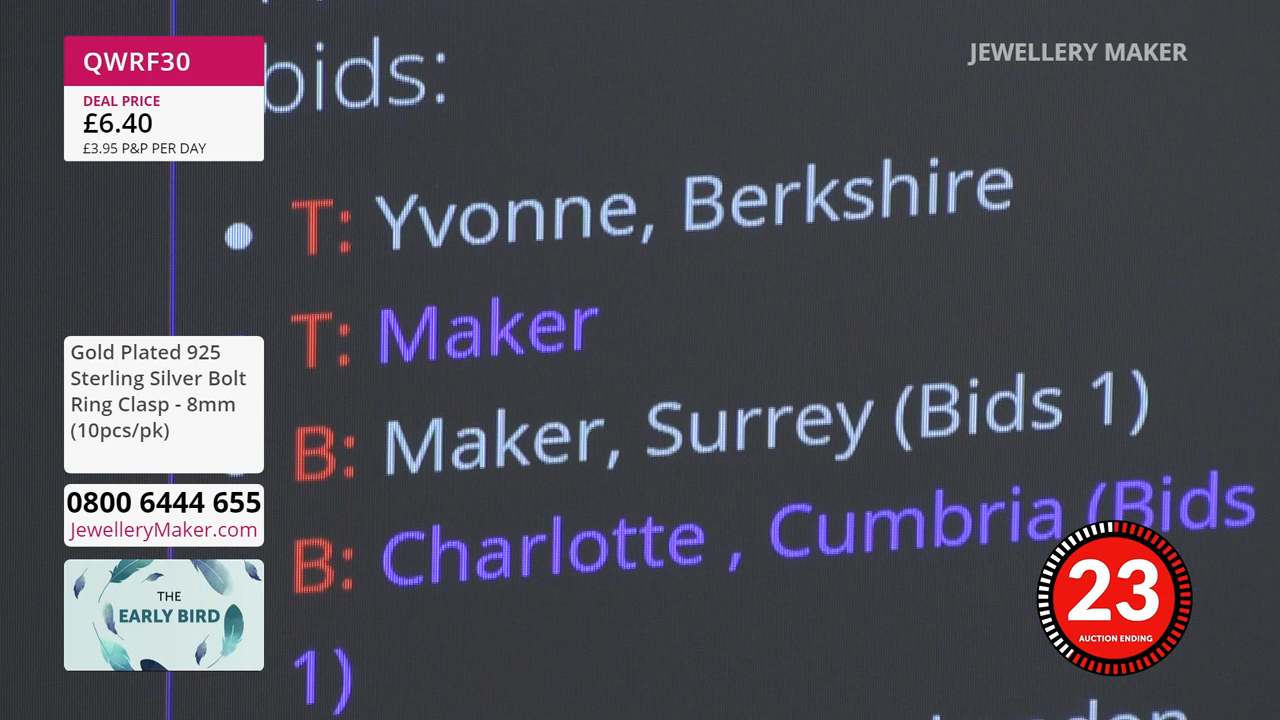 QWRF30
DEAL PRICE
£6.40
£3.95 P&P PER DAY
JEWELLERY MAKER
bids:
T: Yvonne, Berkshire
T: Maker
B: Maker, Surrey (Bids 1)
B: Charlotte , Cumbria (Bids
1)
Gold Plated 925
Sterling Silver Bolt
Ring Clasp - 8mm
(10pcs/pk)
0800 6444 655
JewelleryMaker.com
THE
EARLY BIRD
23
AUCTION ENDING